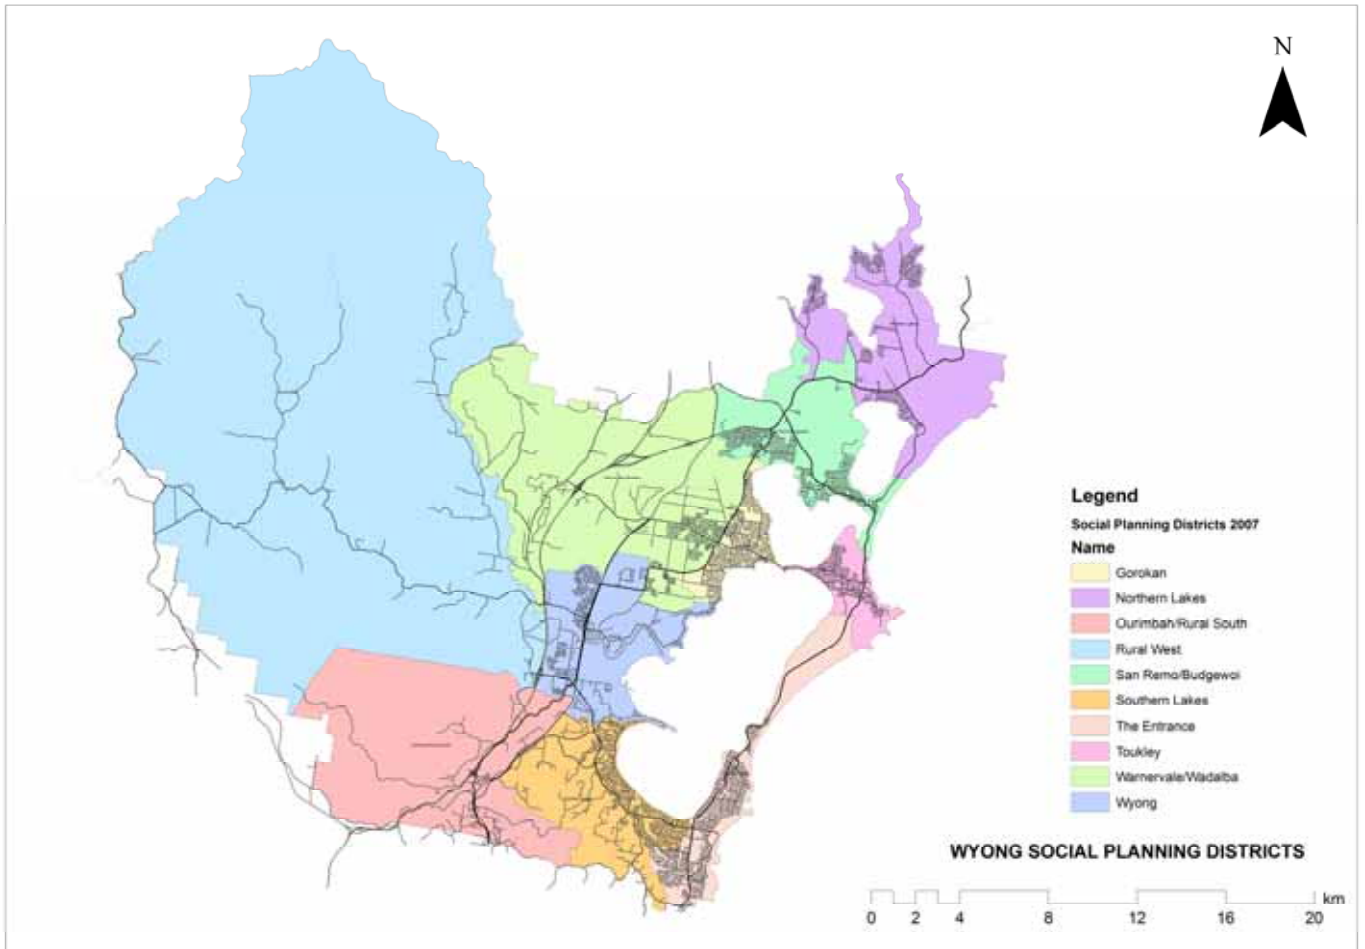 N
Legend
Social Planning Districts 2007
Name
Gorokan
Northern Lakes
Ourimbah/Rural South
Rural West
San Remo/Budgewoi
Southern Lakes
The Entrance
Toukley
Warnervale/Wadalba
Wyong
WYONG SOCIAL PLANNING DISTRICTS
km
0 2 4 8 12 16 20